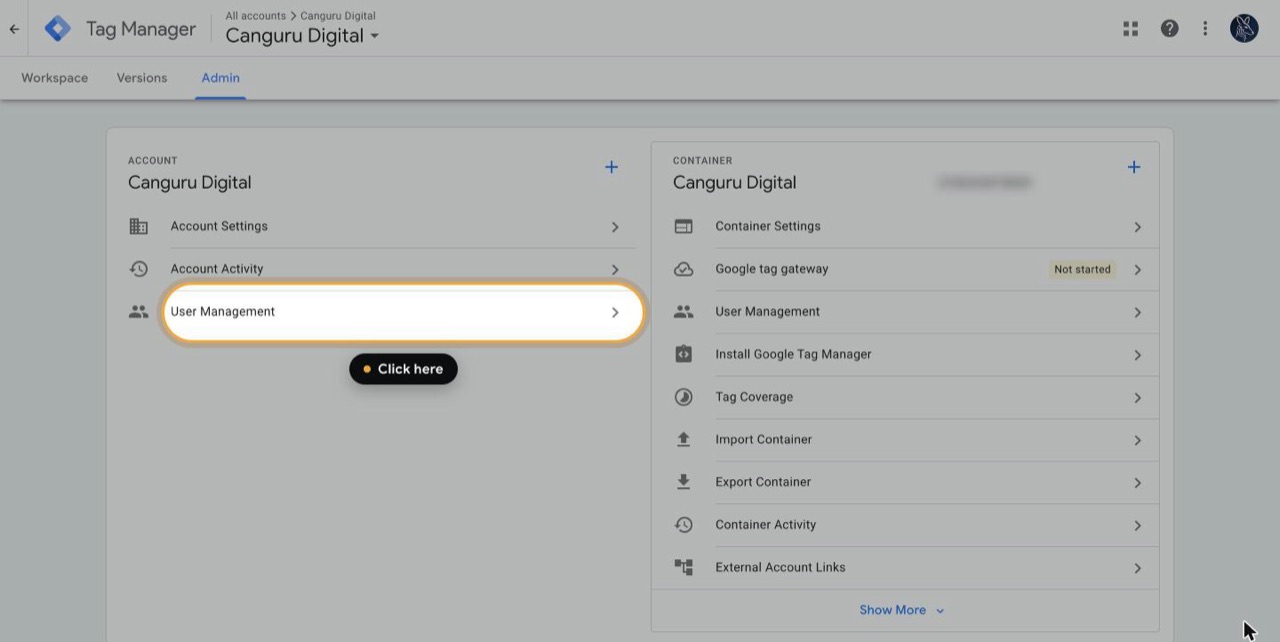 All accounts > Canguru Digital
Tag Manager
Canguru Digital
Workspace
Versions
Admin
ACCOUNT
Canguru Digital
Account Settings
Account Activity
User Management
Click here
CONTAINER
Canguru Digital
Container Settings
Google tag gateway
Not started
User Management
Install Google Tag Manager
Tag Coverage
Import Container
Export Container
Container Activity
External Account Links
Show More